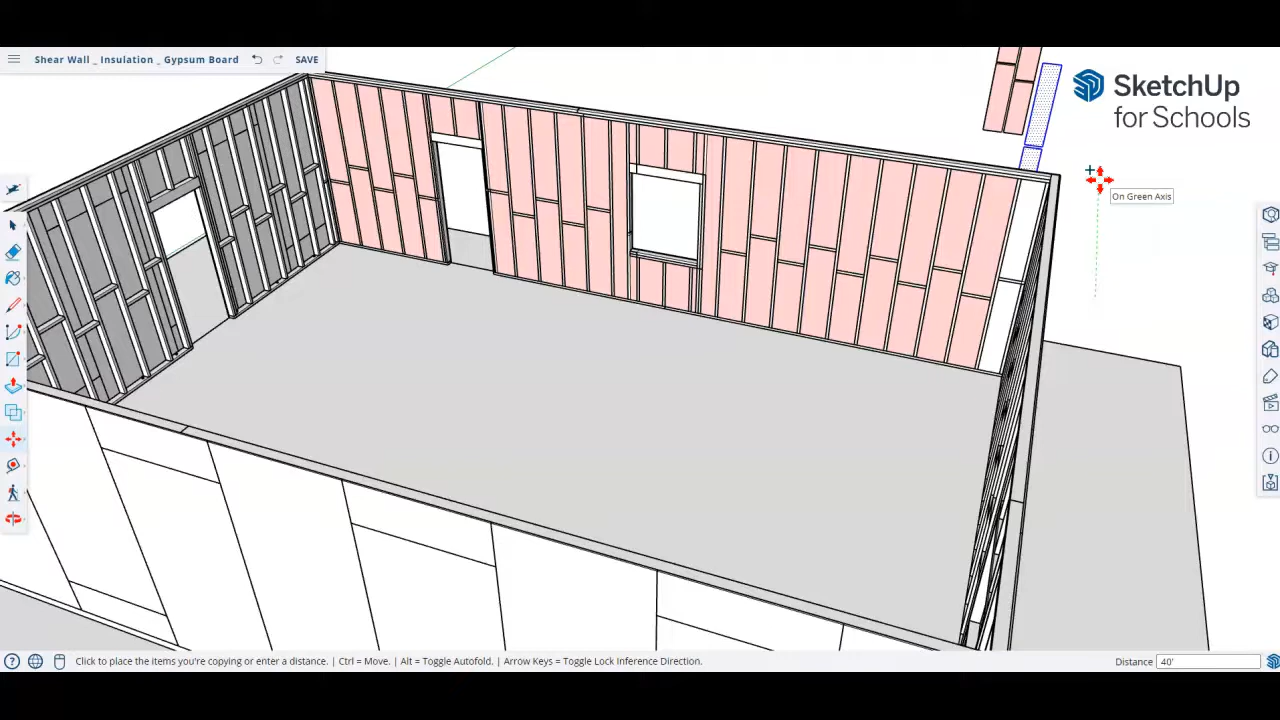 Shear Wall _ Insulation _ Gypsum Board
SAVE
SketchUp
for Schools
On Green Axis
Click to place the items you're copying or enter a distance. | Ctrl = Move. | Alt = Toggle Autofold. | Arrow Keys = Toggle Lock Inference Direction.
Distance 40'